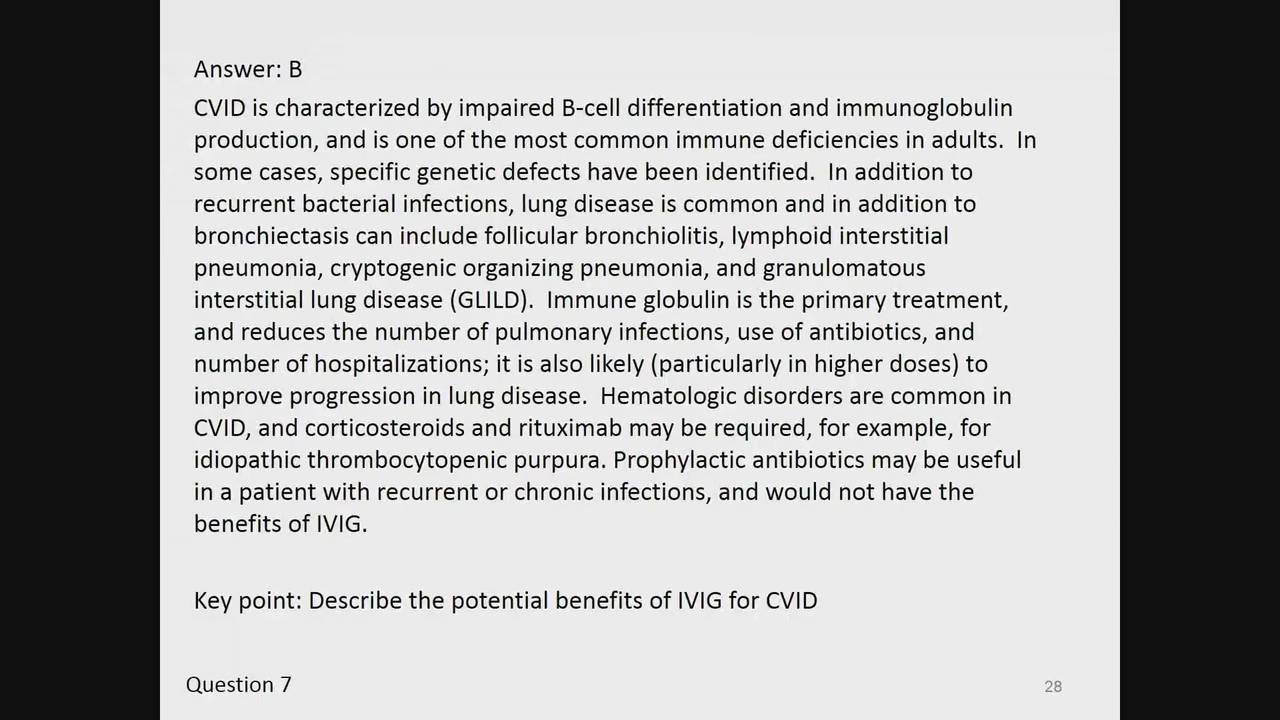 Answer: B
CVID is characterized by impaired B-cell differentiation and immunoglobulin
production, and is one of the most common immune deficiencies in adults.  In
some cases, specific genetic defects have been identified.  In addition to
recurrent bacterial infections, lung disease is common and in addition to
bronchiectasis can include follicular bronchiolitis, lymphoid interstitial
pneumonia, cryptogenic organizing pneumonia, and granulomatous
interstitial lung disease (GLILD).  Immune globulin is the primary treatment,
and reduces the number of pulmonary infections, use of antibiotics, and
number of hospitalizations; it is also likely (particularly in higher doses) to
improve progression in lung disease.  Hematologic disorders are common in
CVID, and corticosteroids and rituximab may be required, for example, for
idiopathic thrombocytopenic purpura. Prophylactic antibiotics may be useful
in a patient with recurrent or chronic infections, and would not have the
benefits of IVIG.
Key point: Describe the potential benefits of IVIG for CVID
Question 7
28